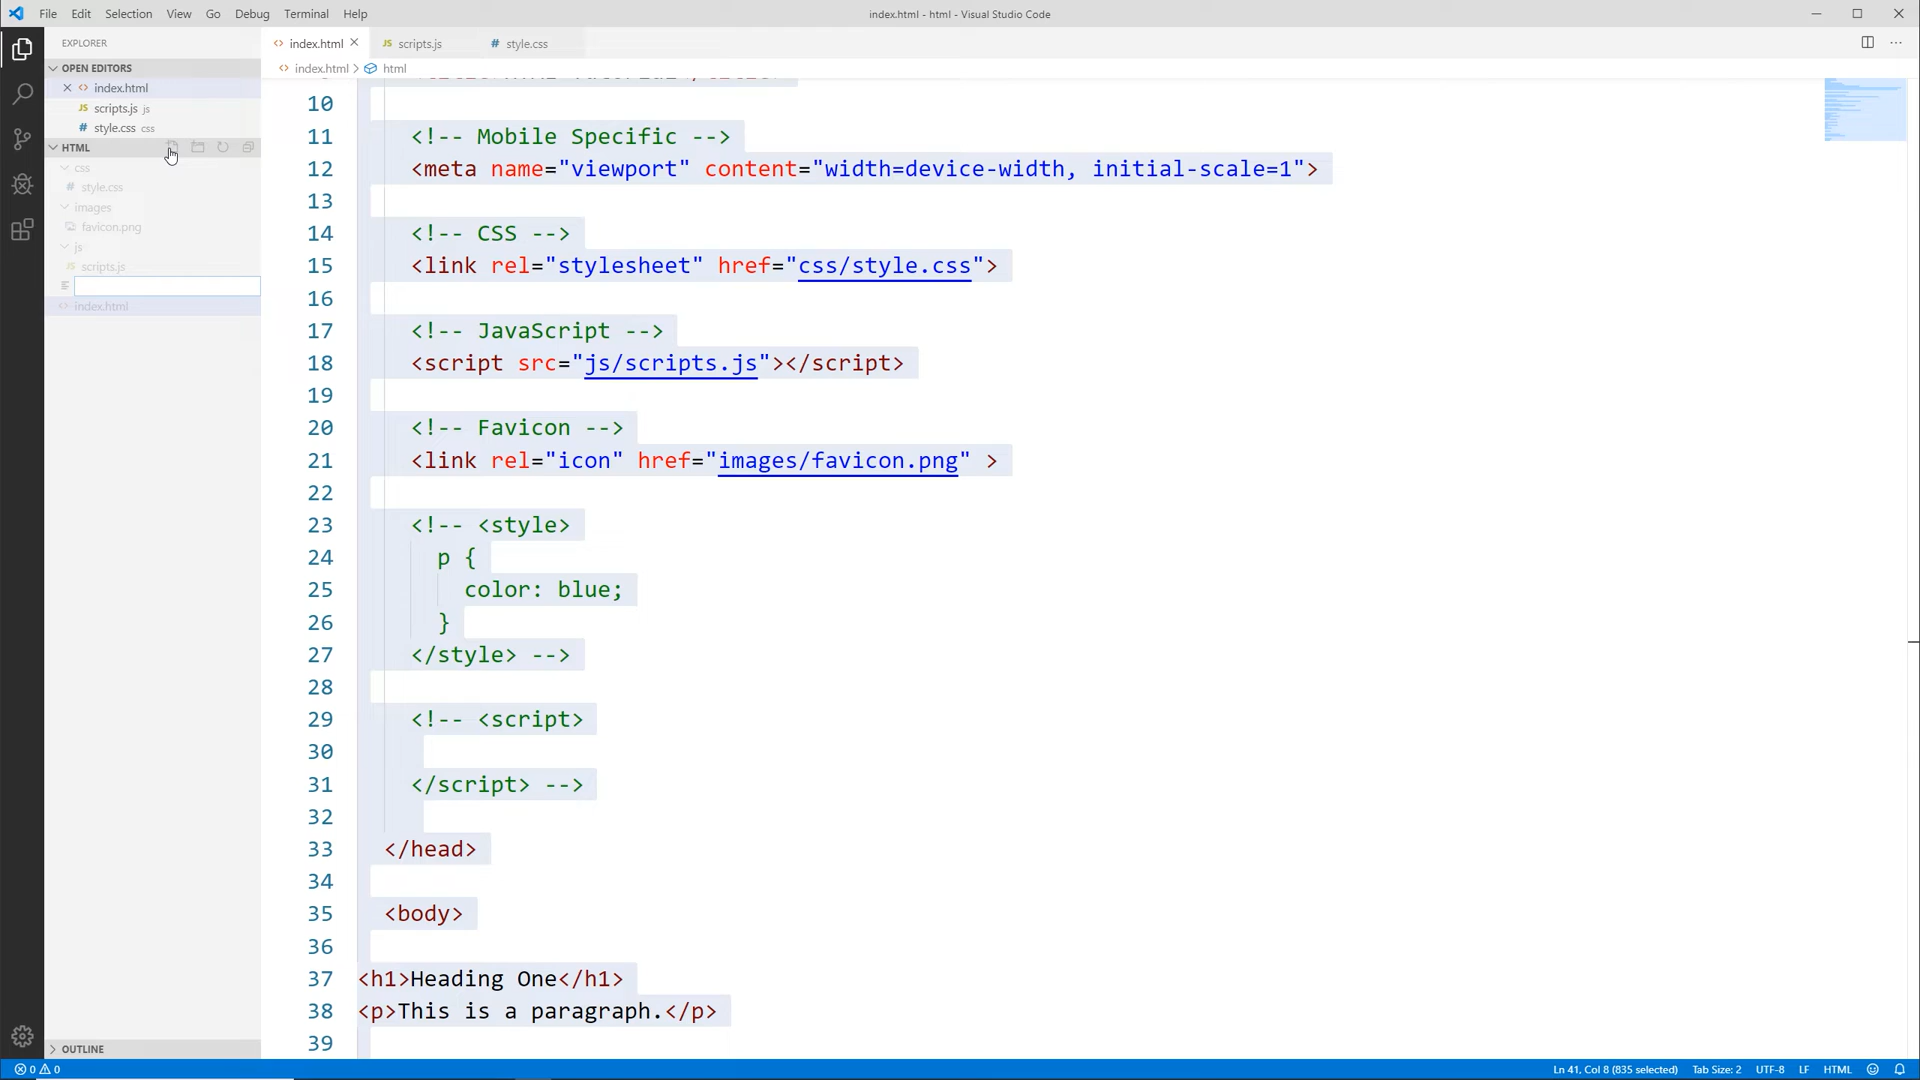 File Edit Selection View Go Debug Terminal Help
index.html - html - Visual Studio Code
EXPLORER
OPEN EDITORS
index.html
JS scripts.js js
# style.css css
HTML
css
# style.css
images
favicon.png
js
JS scripts.js
index.html
OUTLINE
index.html
JS scripts.js
# style.css
index.html > html
10
11 <!-- Mobile Specific -->
12 <meta name="viewport" content="width=device-width, initial-scale=1">
13
14 <!-- CSS -->
15 <link rel="stylesheet" href="css/style.css">
16
17 <!-- JavaScript -->
18 <script src="js/scripts.js"></script>
19
20 <!-- Favicon -->
21 <link rel="icon" href="images/favicon.png" >
22
23 <!-- <style>
24 p {
25 color: blue;
26 }
27 </style> -->
28
29 <!-- <script>
30
31 </script> -->
32
33 </head>
34
35 <body>
36
37 <h1>Heading One</h1>
38 <p>This is a paragraph.</p>
39
0 0
Ln 41, Col 8 (835 selected) Tab Size: 2 UTF-8 LF HTML